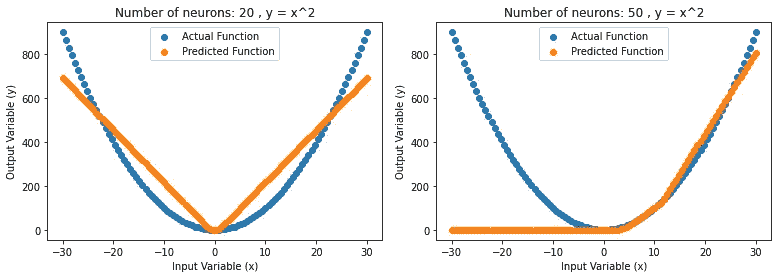 Number of neurons: 20 , y = x^2
Actual Function
Predicted Function
Output Variable (y)
800
600
400
200
0
−30
−20
−10
0
10
20
30
Input Variable (x)
Number of neurons: 50 , y = x^2
Actual Function
Predicted Function
Output Variable (y)
800
600
400
200
0
−30
−20
−10
0
10
20
30
Input Variable (x)